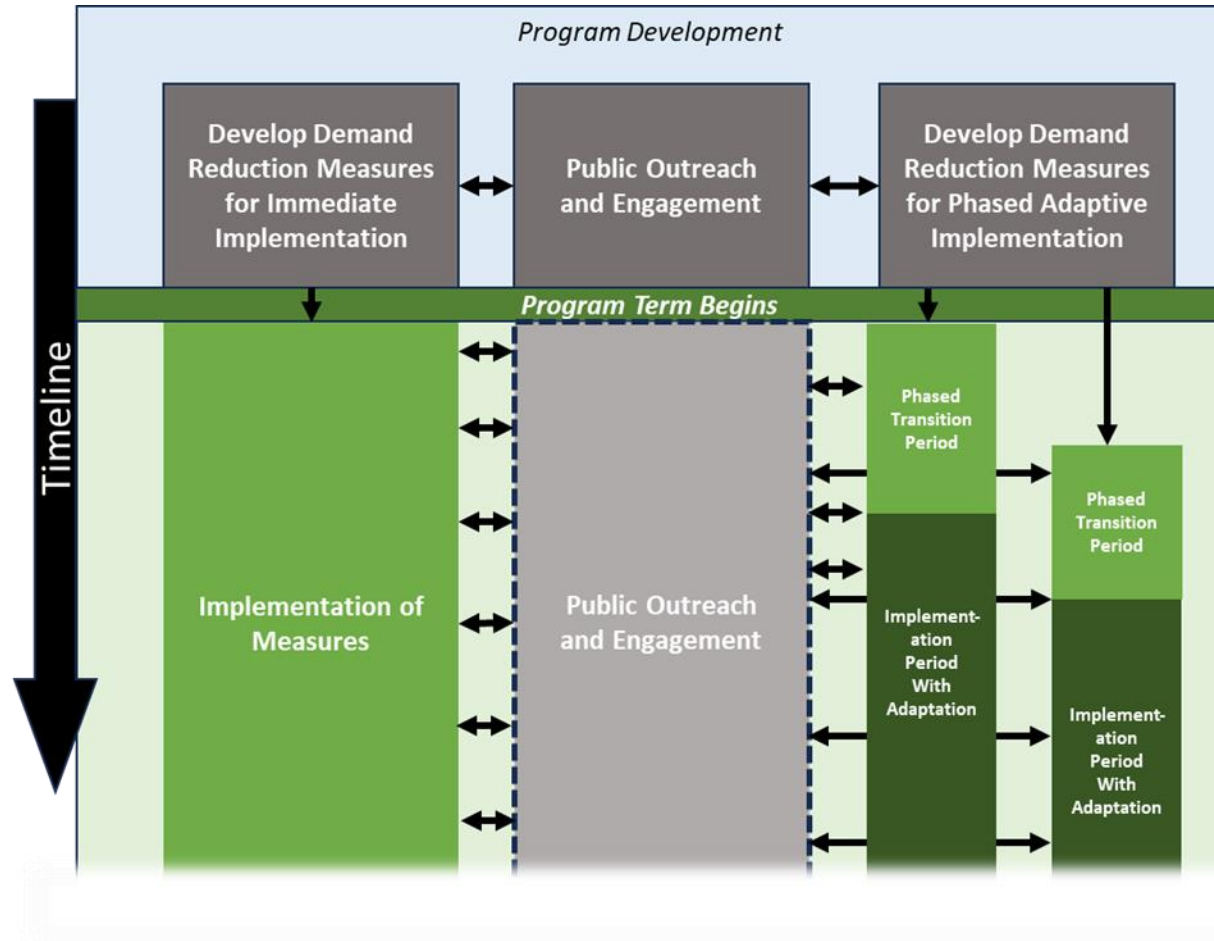 Program Development
Develop Demand
Reduction Measures
for Immediate
Implementation
Public Outreach
and Engagement
Develop Demand
Reduction Measures
for Phased Adaptive
Implementation
Program Term Begins
Timeline
Implementation of
Measures
Public Outreach
and Engagement
Phased
Transition
Period
Implement-
ation
Period
With
Adaptation
Phased
Transition
Period
Implement-
ation
Period
With
Adaptation